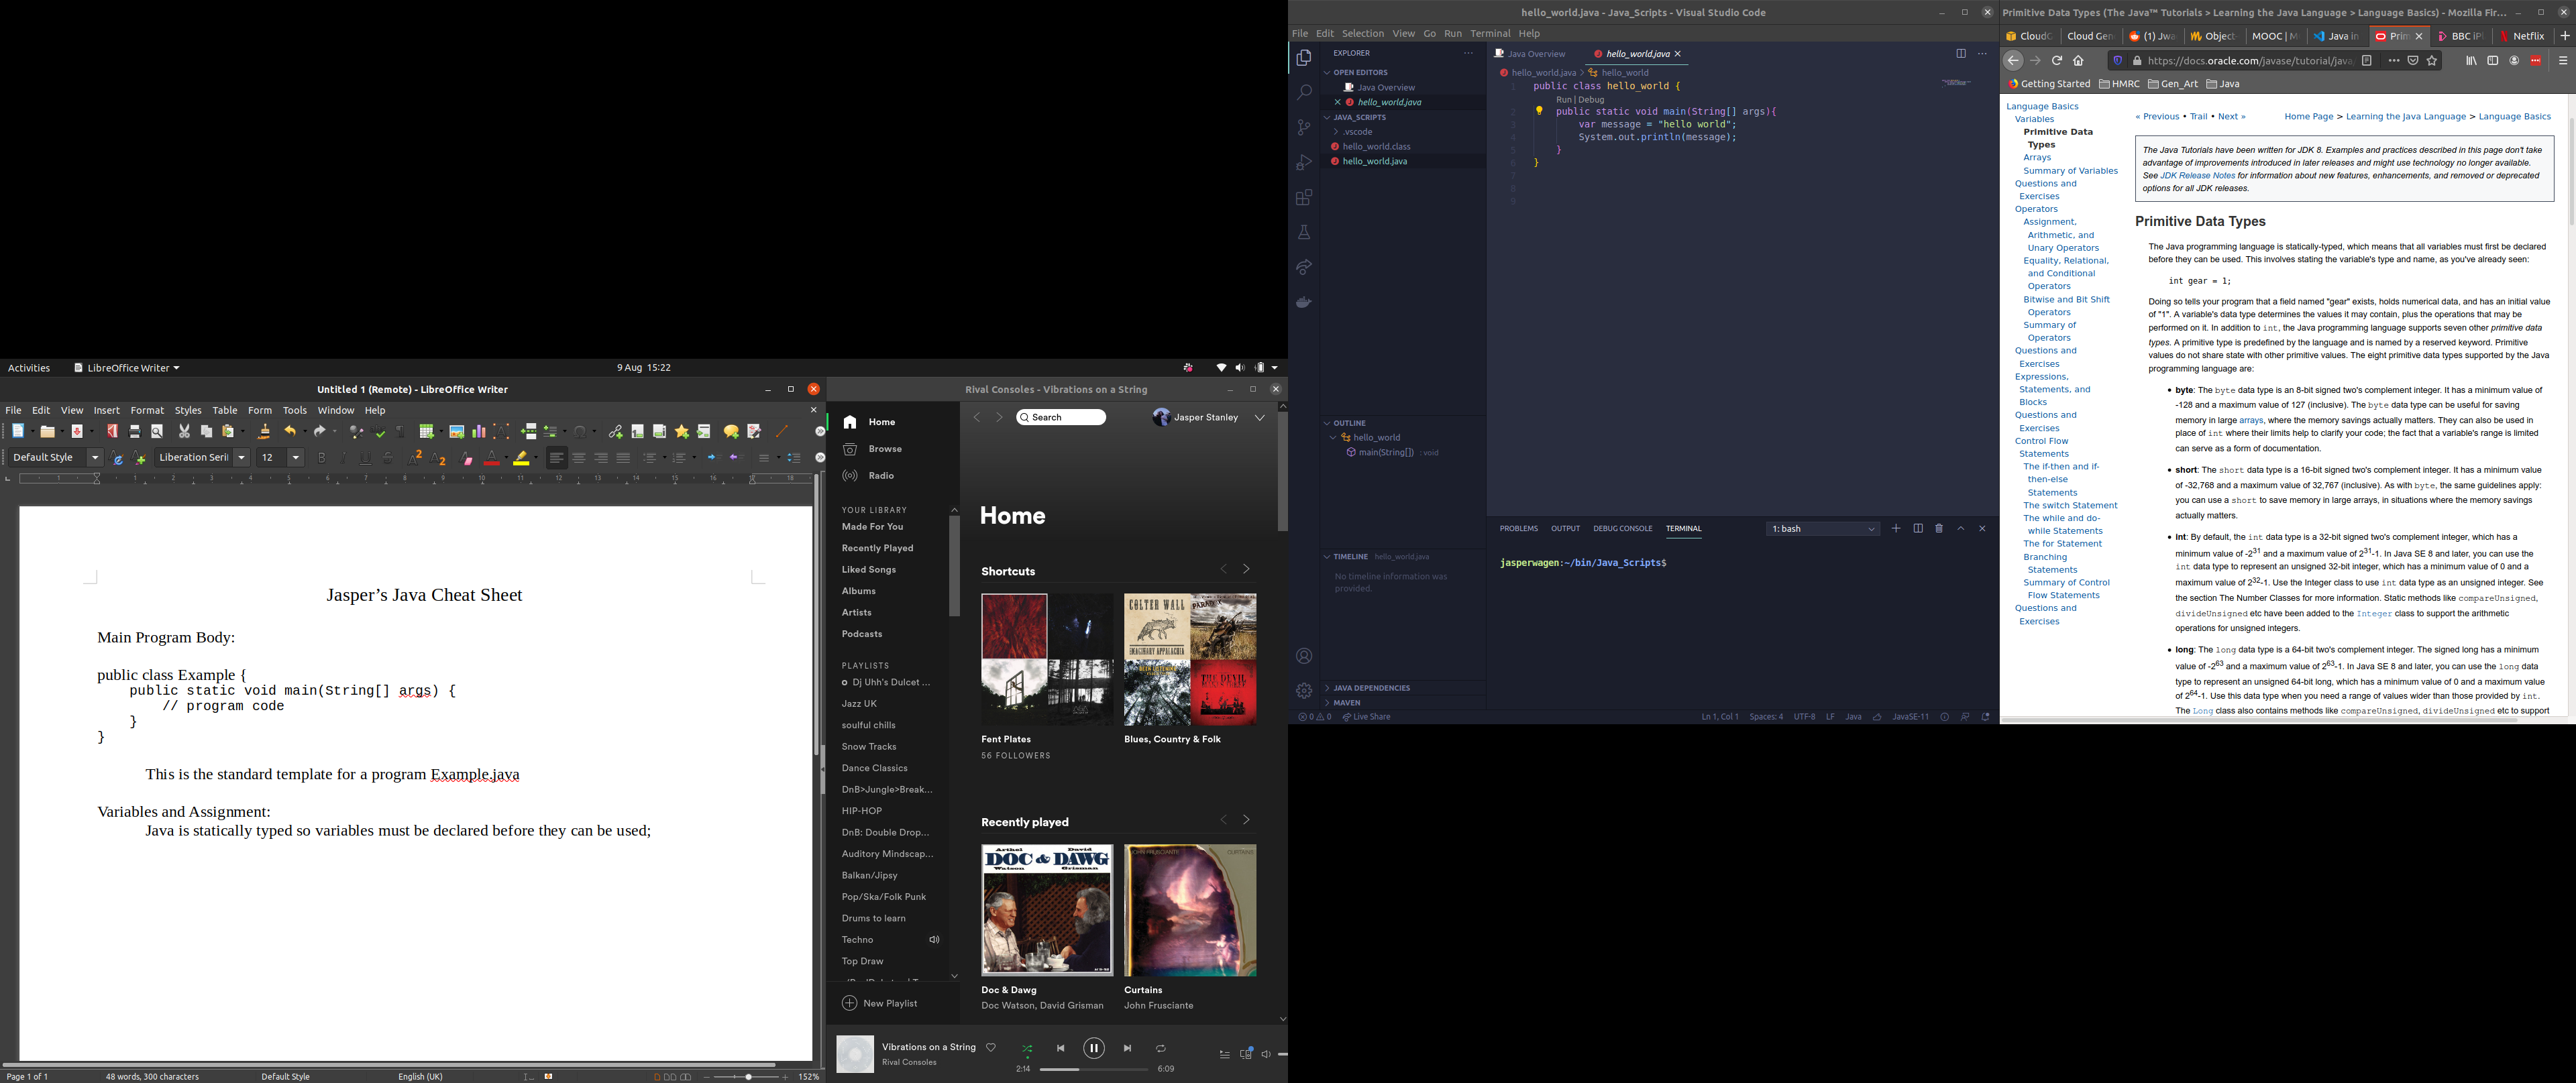 Activities
LibreOffice Writer
9 Aug 15:22
Untitled 1 (Remote) - LibreOffice Writer
File Edit View Insert Format Styles Table Form Tools Window Help
Default Style
Liberation Seri
12
Jasper’s Java Cheat Sheet
Main Program Body:
public class Example {
public static void main(String[] args) {
// program code
}
}
This is the standard template for a program Example.java
Variables and Assignment:
Java is statically typed so variables must be declared before they can be used;
Page 1 of 1
48 words, 300 characters
Default Style
English (UK)
152%
Rival Consoles - Vibrations on a String
Home
Browse
Radio
YOUR LIBRARY
Made For You
Recently Played
Liked Songs
Albums
Artists
Podcasts
PLAYLISTS
Dj Uhh's Dulcet ...
Jazz UK
soulful chills
Snow Tracks
Dance Classics
DnB>Jungle>Break...
HIP-HOP
DnB: Double Drop...
Auditory Mindscap...
Balkan/Jipsy
Pop/Ska/Folk Punk
Drums to learn
Techno
Top Draw
New Playlist
Search
Jasper Stanley
Home
Shortcuts
COLTER WALL
IMAGINARY APPALACHIA
Fent Plates
56 FOLLOWERS
Blues, Country & Folk
Recently played
DOC & DAWG
JOHN FRUSCIANTE CURTAINS
Doc & Dawg
Doc Watson, David Grisman
Curtains
John Frusciante
Vibrations on a String
Rival Consoles
2:14
6:09
hello_world.java - Java_Scripts - Visual Studio Code
File Edit Selection View Go Run Terminal Help
EXPLORER
OPEN EDITORS
Java Overview
hello_world.java
JAVA_SCRIPTS
.vscode
hello_world.class
hello_world.java
OUTLINE
hello_world
main(String[]) : void
TIMELINE hello_world.java
No timeline information was
provided.
JAVA DEPENDENCIES
MAVEN
Java Overview
hello_world.java
hello_world.java > hello_world
1 public class hello_world {
Run | Debug
2 public static void main(String[] args){
3 var message = "hello world";
4 System.out.println(message);
5 }
6 }
7
8
9
PROBLEMS OUTPUT DEBUG CONSOLE TERMINAL
1: bash
jasperwagen:~/bin/Java_Scripts$
0 0 Live Share
Ln 1, Col 1 Spaces: 4 UTF-8 LF Java JavaSE-11
Primitive Data Types (The Java™ Tutorials > Learning the Java Language > Language Basics) - Mozilla Fir...
CloudG
Cloud Gen
(1) Jwa
Object
MOOC | M
Java in
Prim
BBC iPl
Netflix
https://docs.oracle.com/javase/tutorial/java/
Getting Started HMRC Gen_Art Java
Language Basics
Variables
Primitive Data
Types
Arrays
Summary of Variables
Questions and
Exercises
Operators
Assignment,
Arithmetic, and
Unary Operators
Equality, Relational,
and Conditional
Operators
Bitwise and Bit Shift
Operators
Summary of
Operators
Questions and
Exercises
Expressions,
Statements, and
Blocks
Questions and
Exercises
Control Flow
Statements
The if-then and if-
then-else
Statements
The switch Statement
The while and do-
while Statements
The for Statement
Branching
Statements
Summary of Control
Flow Statements
Questions and
Exercises
« Previous • Trail • Next »
Home Page > Learning the Java Language > Language Basics
The Java Tutorials have been written for JDK 8. Examples and practices described in this page don't take
advantage of improvements introduced in later releases and might use technology no longer available.
See JDK Release Notes for information about new features, enhancements, and removed or deprecated
options for all JDK releases.
Primitive Data Types
The Java programming language is statically-typed, which means that all variables must first be declared
before they can be used. This involves stating the variable's type and name, as you've already seen:
int gear = 1;
Doing so tells your program that a field named "gear" exists, holds numerical data, and has an initial value
of "1". A variable's data type determines the values it may contain, plus the operations that may be
performed on it. In addition to int, the Java programming language supports seven other primitive data
types. A primitive type is predefined by the language and is named by a reserved keyword. Primitive
values do not share state with other primitive values. The eight primitive data types supported by the Java
programming language are:
• byte: The byte data type is an 8-bit signed two's complement integer. It has a minimum value of
-128 and a maximum value of 127 (inclusive). The byte data type can be useful for saving
memory in large arrays, where the memory savings actually matters. They can also be used in
place of int where their limits help to clarify your code; the fact that a variable's range is limited
can serve as a form of documentation.
• short: The short data type is a 16-bit signed two's complement integer. It has a minimum value
of -32,768 and a maximum value of 32,767 (inclusive). As with byte, the same guidelines apply:
you can use a short to save memory in large arrays, in situations where the memory savings
actually matters.
• int: By default, the int data type is a 32-bit signed two's complement integer, which has a
minimum value of -2^31 and a maximum value of 2^31-1. In Java SE 8 and later, you can use the
int data type to represent an unsigned 32-bit integer, which has a minimum value of 0 and a
maximum value of 2^32-1. Use the Integer class to use int data type as an unsigned integer. See
the section The Number Classes for more information. Static methods like compareUnsigned,
divideUnsigned etc have been added to the Integer class to support the arithmetic
operations for unsigned integers.
• long: The long data type is a 64-bit two's complement integer. The signed long has a minimum
value of -2^63 and a maximum value of 2^63-1. In Java SE 8 and later, you can use the long data
type to represent an unsigned 64-bit long, which has a minimum value of 0 and a maximum value
of 2^64-1. Use this data type when you need a range of values wider than those provided by int.
The Long class also contains methods like compareUnsigned, divideUnsigned etc to support